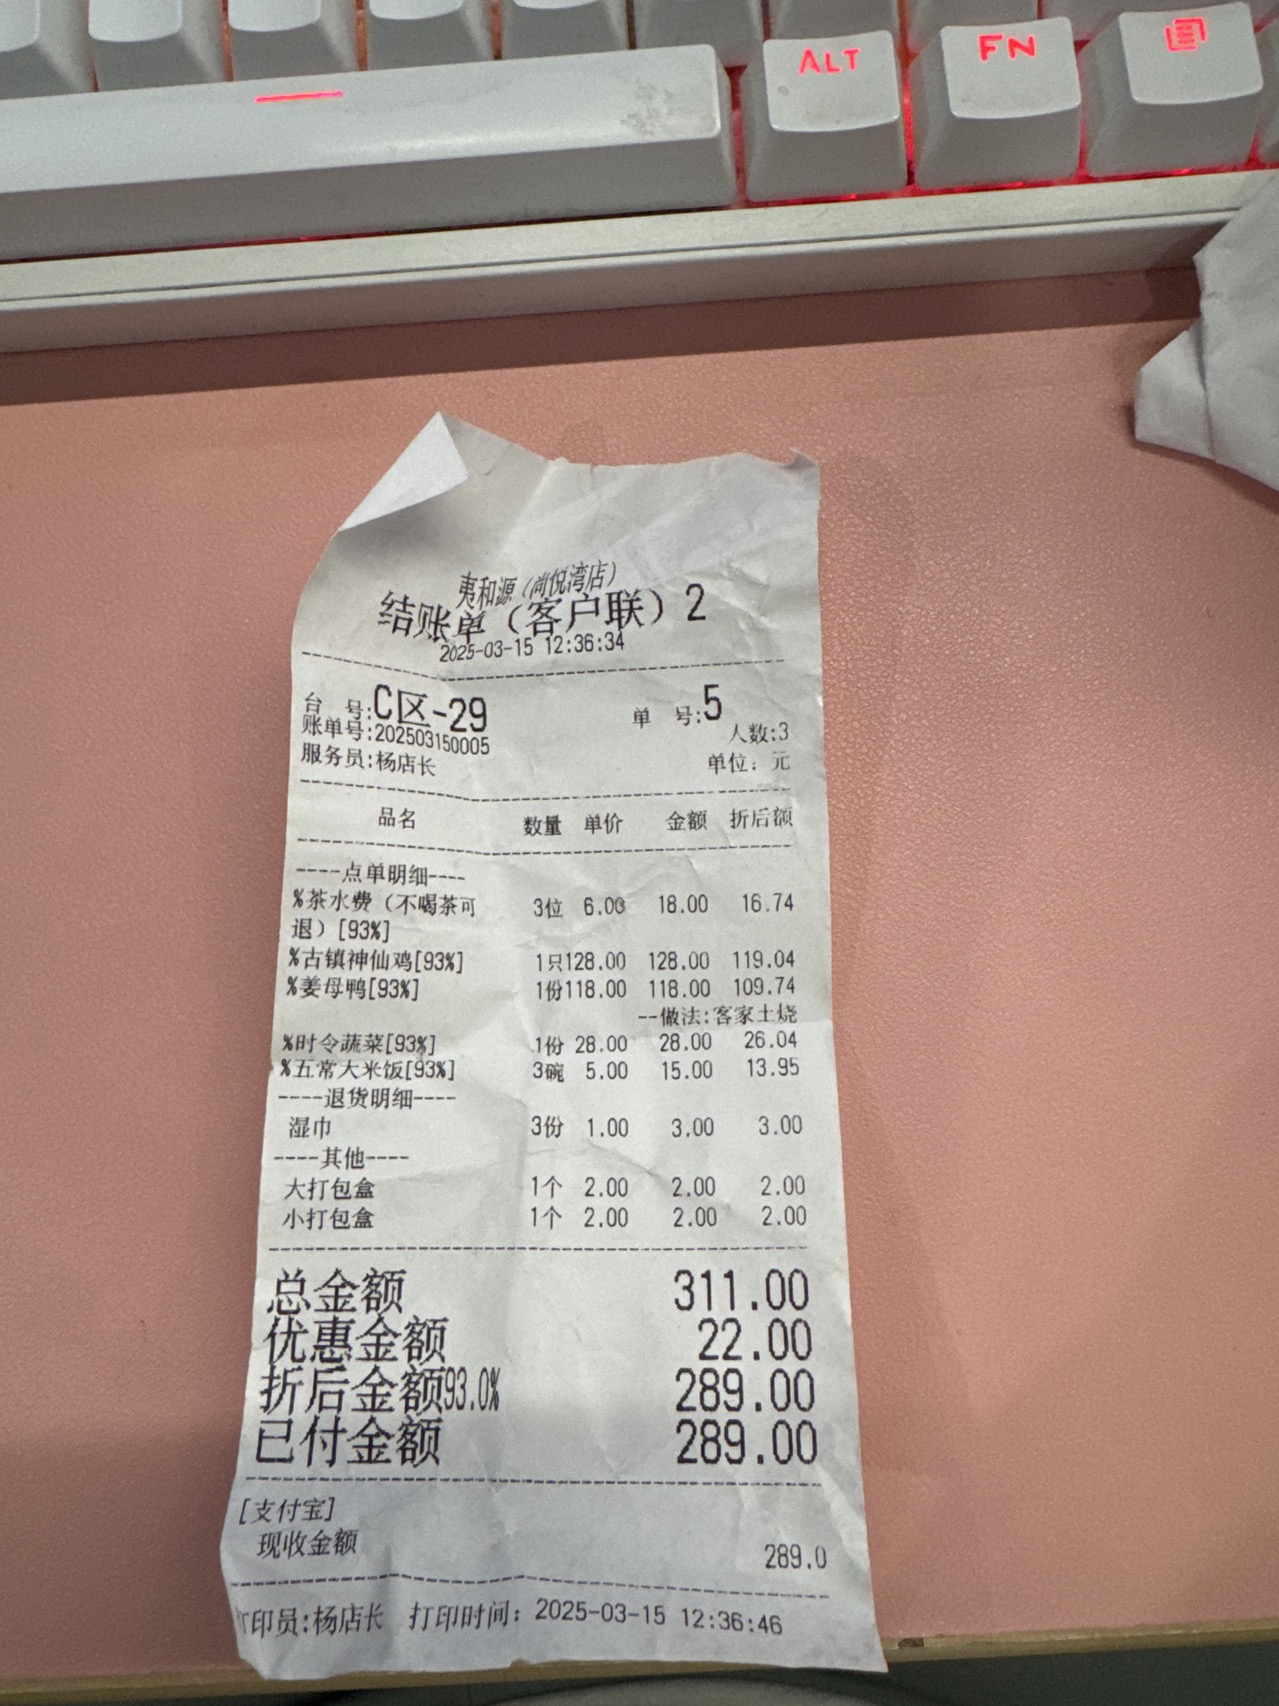 ALT
FN
夷和源（尚悦湾店）
结账单（客户联）2
2025-03-15 12:36:34
台 号:C区-29 单 号:5
账单号:202503150005 人数:3
服务员:杨店长 单位：元
品名 数量 单价 金额 折后额
----点单明细----
%茶水费（不喝茶可 3位 6.00 18.00 16.74
退）[93%]
%古镇神仙鸡[93%] 1只128.00 128.00 119.04
%姜母鸭[93%] 1份118.00 118.00 109.74
--做法:客家土烧
%时令蔬菜[93%] 1份 28.00 28.00 26.04
%五常大米饭[93%] 3碗 5.00 15.00 13.95
----退货明细----
湿巾 3份 1.00 3.00 3.00
----其他----
大打包盒 1个 2.00 2.00 2.00
小打包盒 1个 2.00 2.00 2.00
总金额 311.00
优惠金额 22.00
折后金额93.0% 289.00
已付金额 289.00
[支付宝]
现收金额 289.0
打印员:杨店长 打印时间：2025-03-15 12:36:46